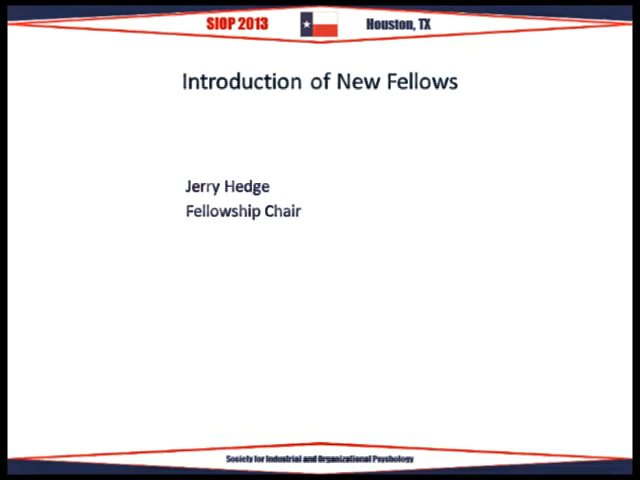 SIOP 2013 Houston, TX
Introduction of New Fellows
Jerry Hedge
Fellowship Chair
Society for Industrial and Organizational Psychology